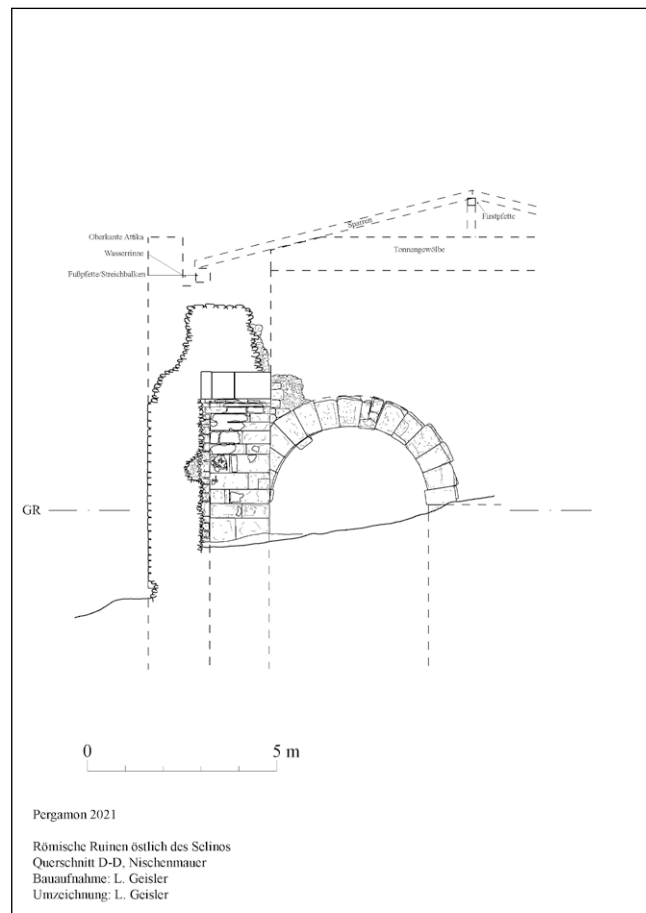 Sparren
Fustpfette
Oberkante Attika
Wasserrinne
Tonnengewölbe
Fußpfette/Streichbalken
GR
0 5 m
Pergamon 2021
Römische Ruinen östlich des Selinos
Querschnitt D-D, Nischenmauer
Bauaufnahme: L. Geisler
Umzeichnung: L. Geisler